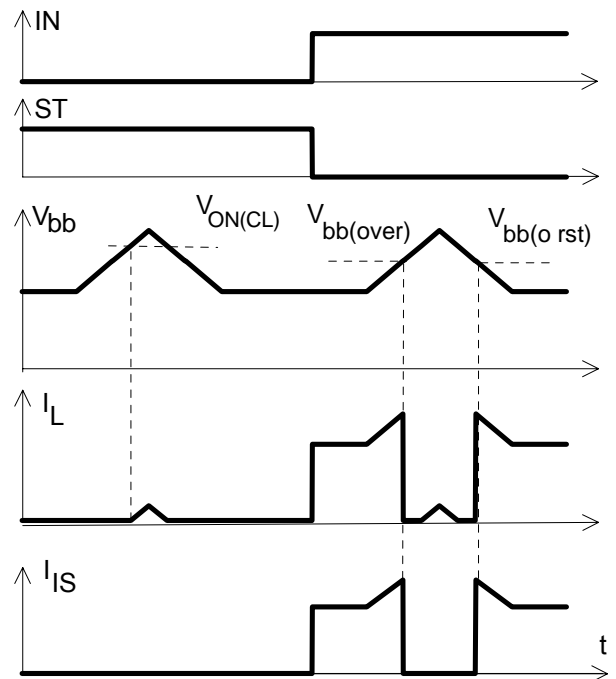 IN
ST
Vbb
VON(CL)
Vbb(over)
Vbb(o rst)
IL
IIS
t